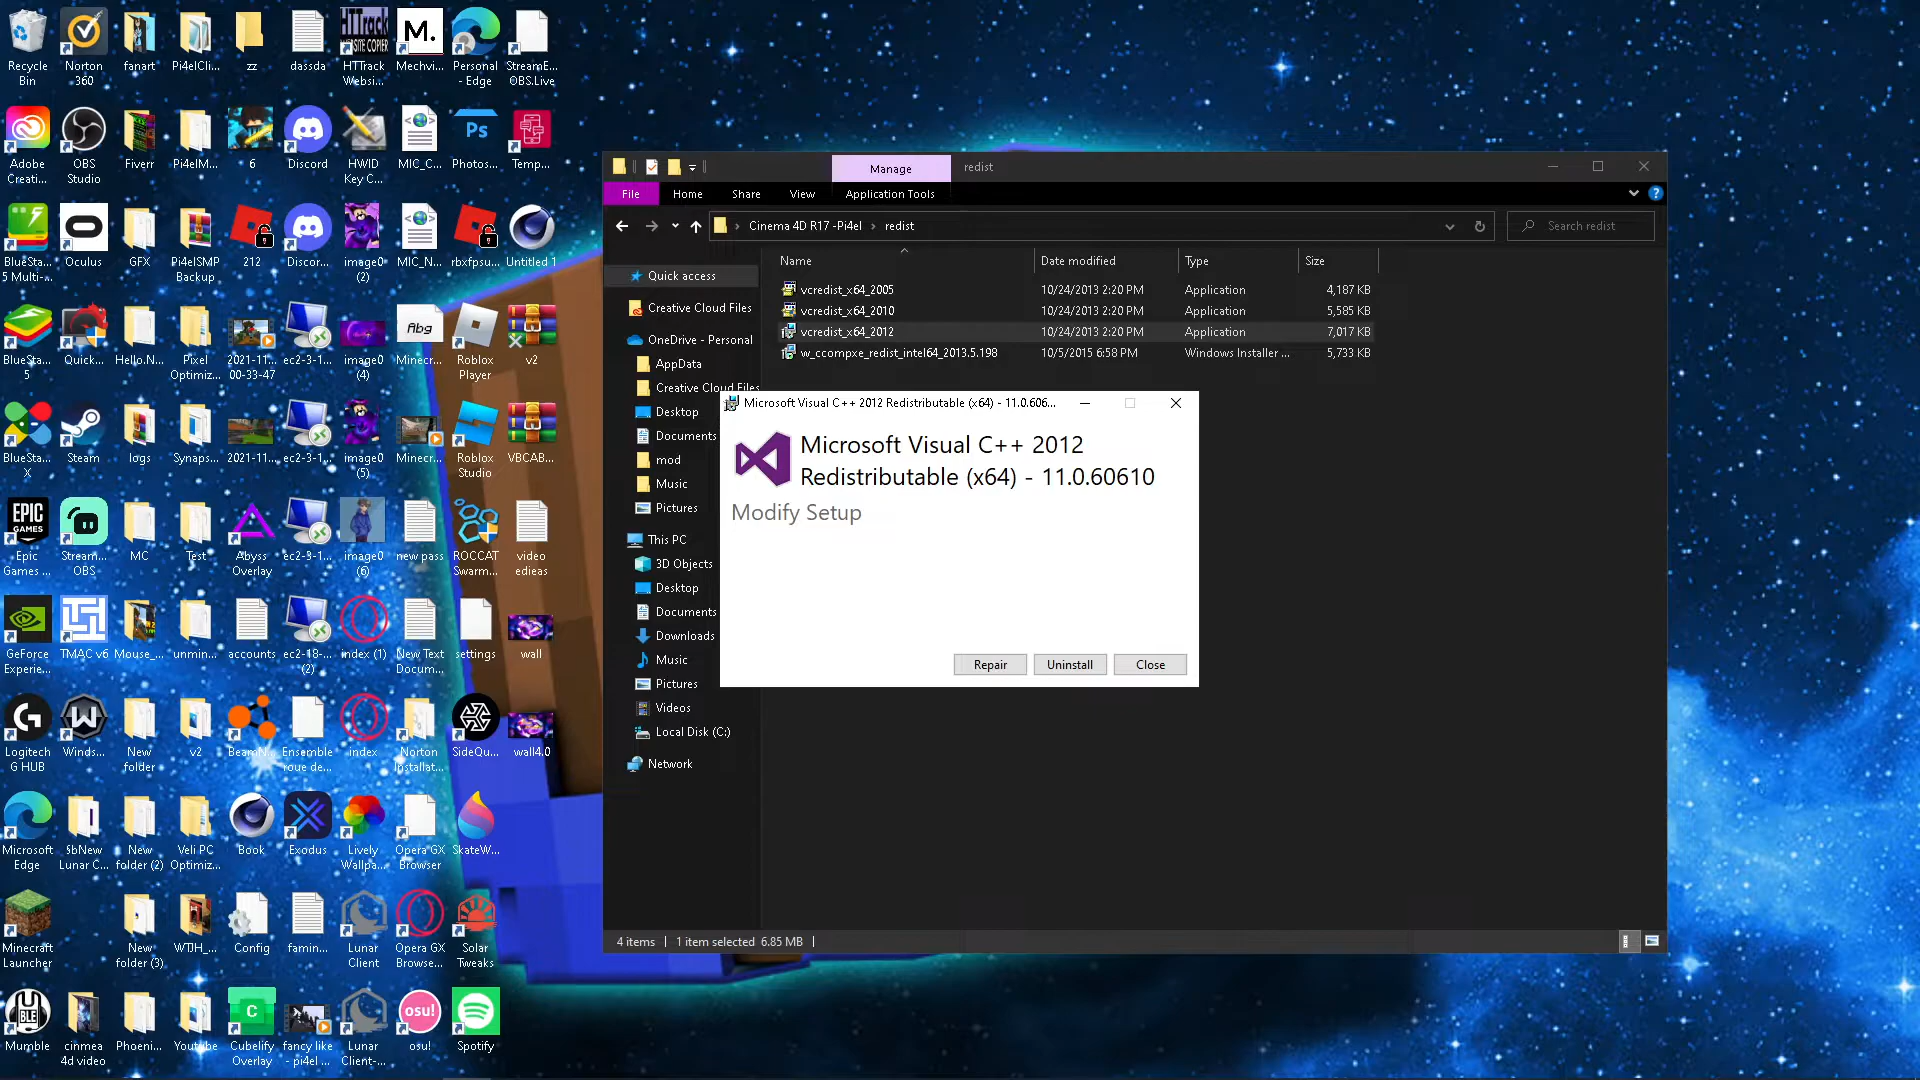 Recycle Bin
Norton 360
fanart
Pi4elCli...
zz
dassda
HTTrack Websi...
Mechvi...
Personal - Edge
StreamE... OBS.Live
Adobe Creati...
OBS Studio
Fiverr
Pi4elM...
6
Discord
HWID Key C...
MIC_C...
Photos...
Temp...
BlueSta... 5 Multi-...
Oculus
GFX
Pi4elSMP Backup
212
Discor...
image0 (2)
MIC_N...
rbxfpsu...
Untitled 1
BlueSta... 5
Quick...
Hello.N...
Pixel Optimiz...
2021-11... 00-33-47
ec2-3-1...
image0 (4)
Minecr...
Roblox Player
v2
BlueSta... X
Steam
logs
Synaps...
2021-11...
ec2-3-1...
image0 (5)
Minecr...
Roblox Studio
VBCAB...
Epic Games ...
Stream... OBS
MC
Test
Abyss Overlay
ec2-3-1...
image0 (6)
new pass
ROCCAT Swarm...
video edieas
GeForce Experie...
TMAC v6
Mouse_...
unmin...
accounts
ec2-18-... (2)
index (1)
New Text Docum...
settings
wall
Logitech G HUB
Winds...
New folder
v2
BeamN...
Ensemble roue de...
index
Norton Installat...
SideQu...
wall4.0
Microsoft Edge
$bNew Lunar C...
New folder (2)
Veli PC Optimiz...
Book
Exodus
Lively Wallpa...
Opera GX Browser
SkateW...
Minecraft Launcher
New folder (3)
WTJH_...
Config
famin...
Lunar Client
Opera GX Browse...
Solar Tweaks
Mumble
cinmea 4d video
Phoeni...
Youtube
Cubelify Overlay
fancy like - pi4el ...
Lunar Client-...
osu!
Spotify
HTTrack
WEBSITE COPIER
M.
Ps
Abg
EPIC GAMES
osu!
Manage
redist
File
Home
Share
View
Application Tools
Cinema 4D R17 -Pi4el
redist
Search redist
Name
Date modified
Type
Size
vcredist_x64_2005 10/24/2013 2:20 PM Application 4,187 KB
vcredist_x64_2010 10/24/2013 2:20 PM Application 5,585 KB
vcredist_x64_2012 10/24/2013 2:20 PM Application 7,017 KB
w_ccompxe_redist_intel64_2013.5.198 10/5/2015 6:58 PM Windows Installer ... 5,733 KB
Quick access
Creative Cloud Files
OneDrive - Personal
AppData
Creative Cloud Files
Desktop
Documents
mod
Music
Pictures
This PC
3D Objects
Desktop
Documents
Downloads
Music
Pictures
Videos
Local Disk (C:)
Network
Microsoft Visual C++ 2012 Redistributable (x64) - 11.0.606...
Microsoft Visual C++ 2012
Redistributable (x64) - 11.0.60610
Modify Setup
Repair
Uninstall
Close
4 items
1 item selected 6.85 MB